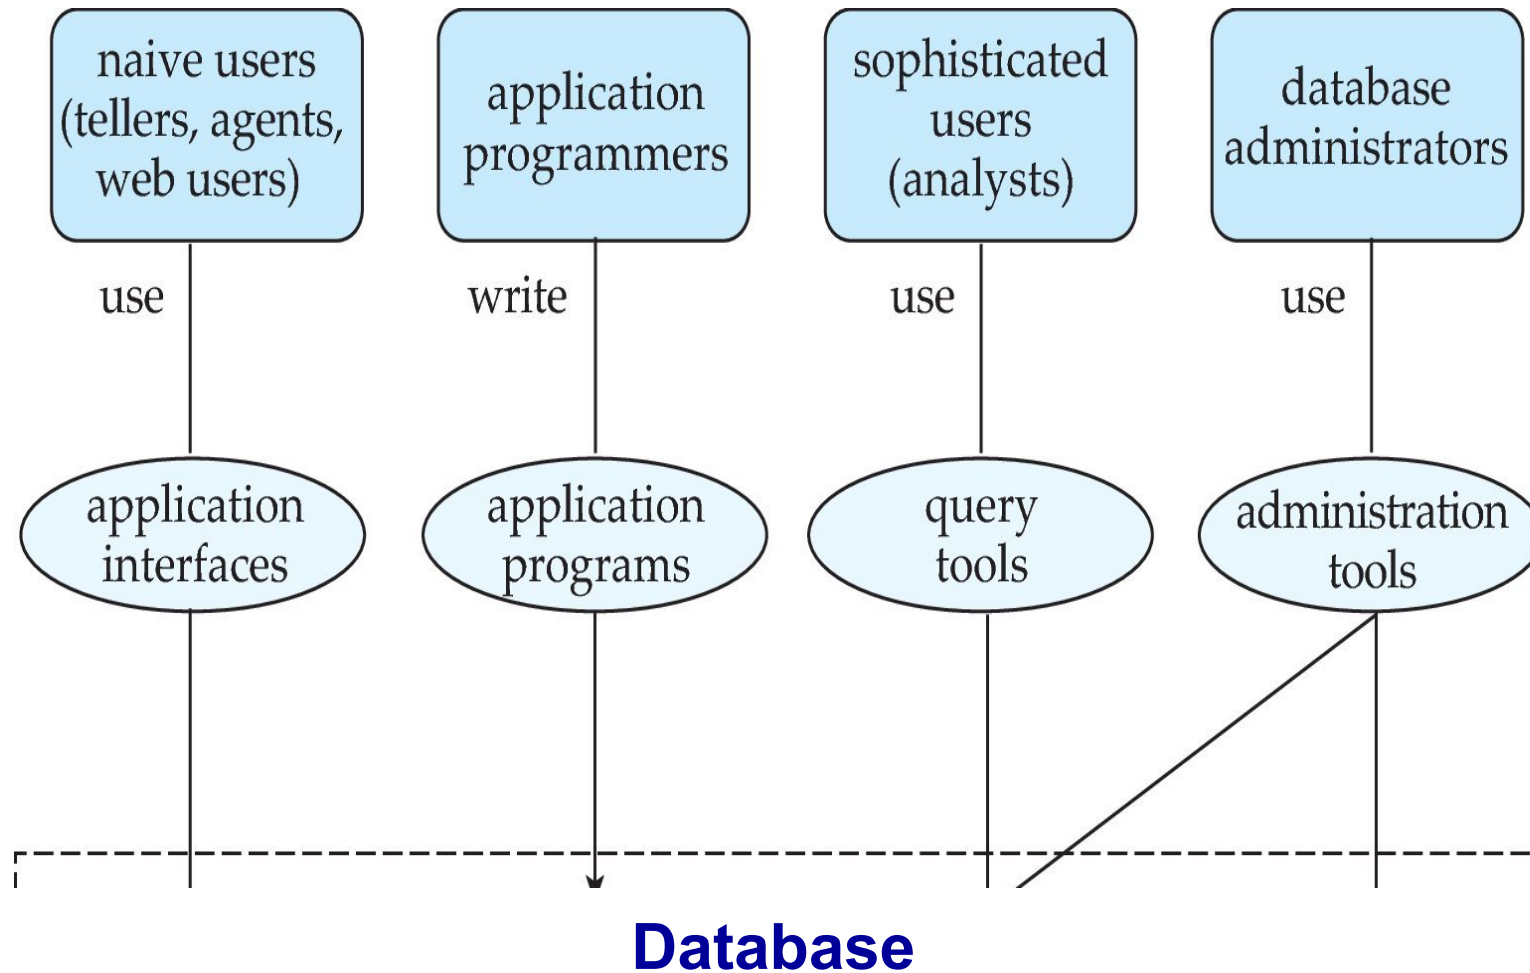 naive users
(tellers, agents,
web users)
application
programmers
sophisticated
users
(analysts)
database
administrators
use
write
use
use
application
interfaces
application
programs
query
tools
administration
tools
Database